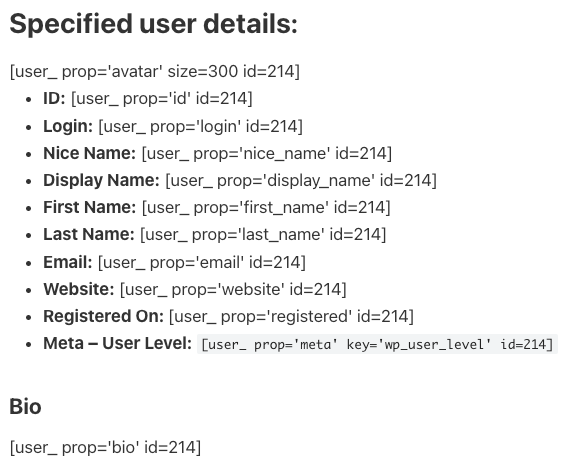 Specified user details:
[user_ prop='avatar' size=300 id=214]
• ID: [user_ prop='id' id=214]
• Login: [user_ prop='login' id=214]
• Nice Name: [user_ prop='nice_name' id=214]
• Display Name: [user_ prop='display_name' id=214]
• First Name: [user_ prop='first_name' id=214]
• Last Name: [user_ prop='last_name' id=214]
• Email: [user_ prop='email' id=214]
• Website: [user_ prop='website' id=214]
• Registered On: [user_ prop='registered' id=214]
• Meta – User Level: [user_ prop='meta' key='wp_user_level' id=214]
Bio
[user_ prop='bio' id=214]